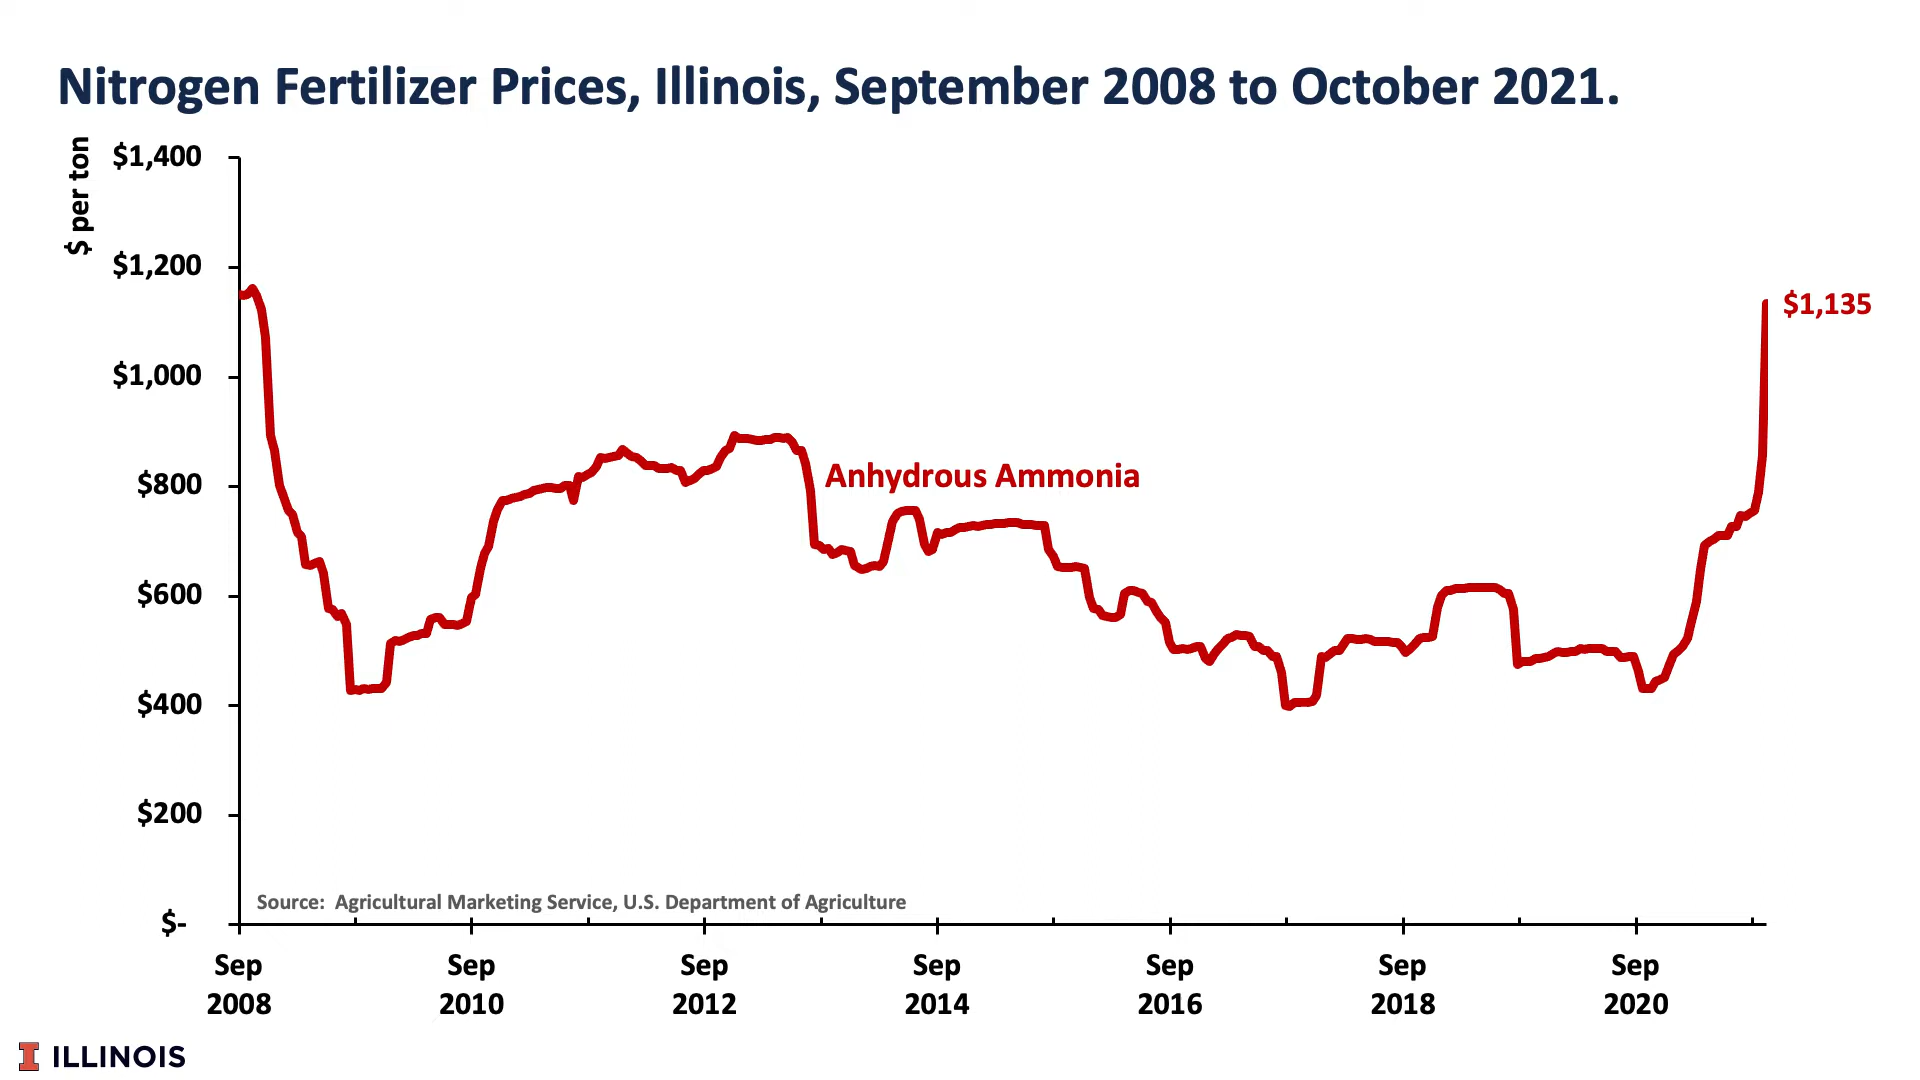 Nitrogen Fertilizer Prices, Illinois, September 2008 to October 2021.
$ per ton
$1,400
$1,200
$1,000
$800
$600
$400
$200
$-
$1,135
Anhydrous Ammonia
Source: Agricultural Marketing Service, U.S. Department of Agriculture
Sep Sep Sep Sep Sep Sep Sep
2008 2010 2012 2014 2016 2018 2020
I ILLINOIS